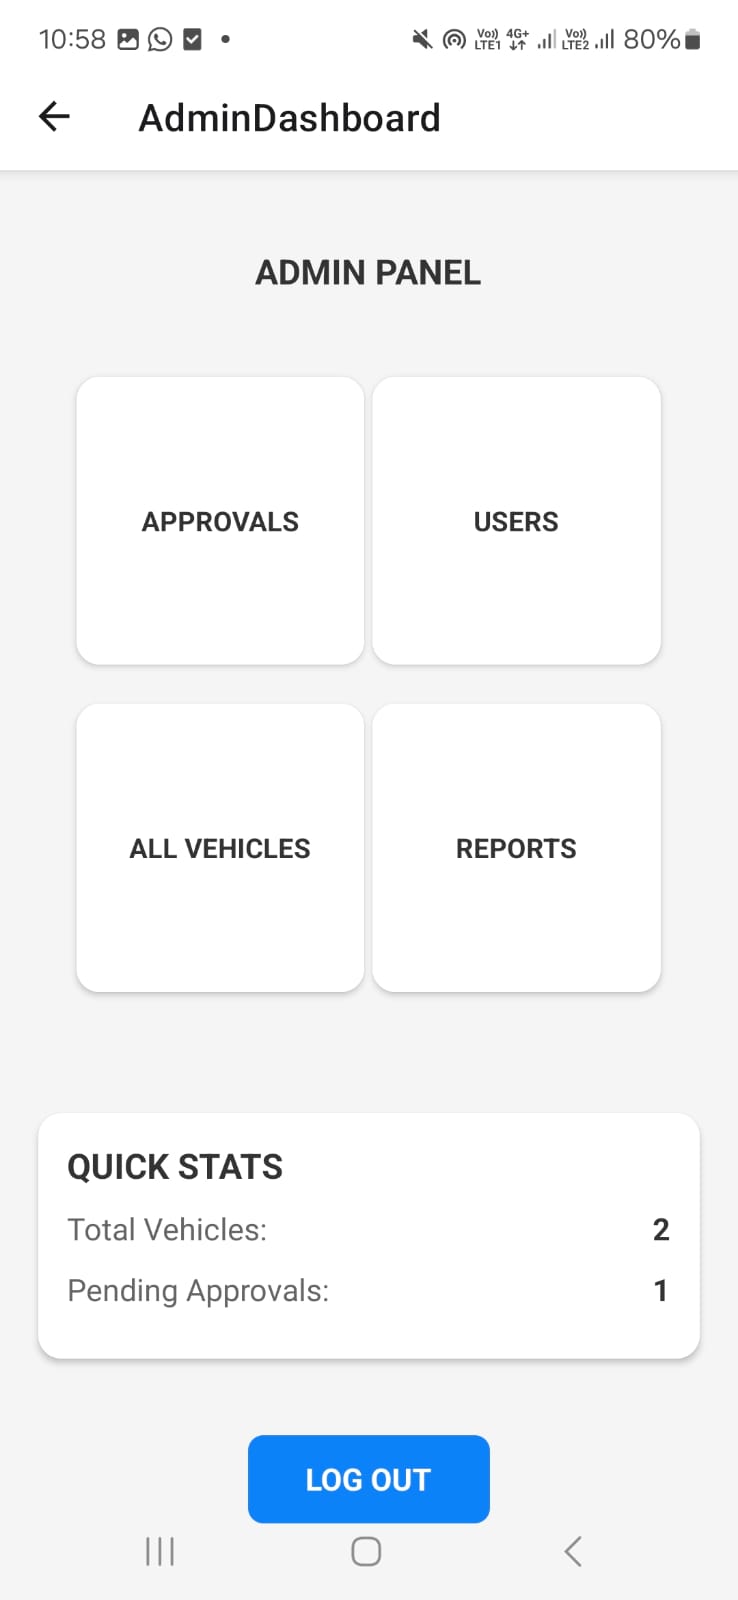 10:58 Vo)) LTE1 4G+ Vo)) LTE2 80%
AdminDashboard
ADMIN PANEL
APPROVALS
USERS
ALL VEHICLES
REPORTS
QUICK STATS
Total Vehicles: 2
Pending Approvals: 1
LOG OUT